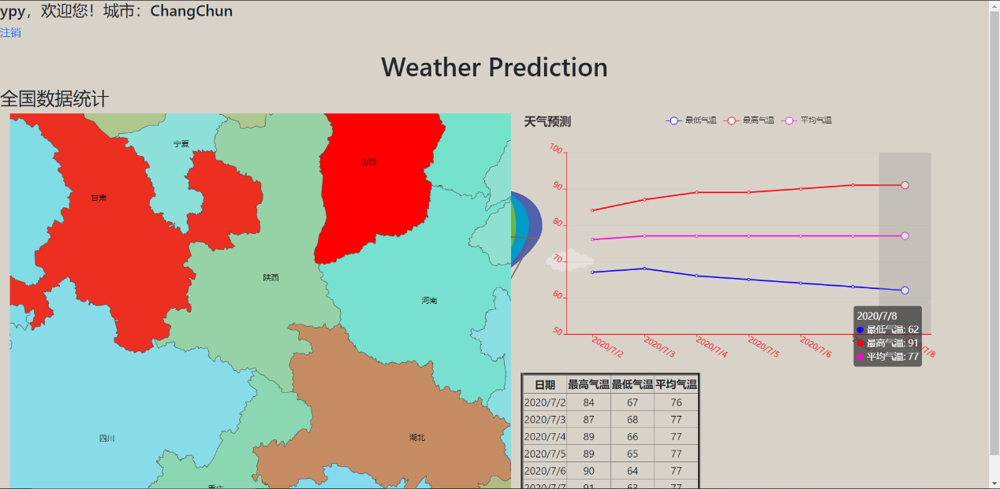 ypy，欢迎您！城市：ChangChun
注销
Weather Prediction
全国数据统计
宁夏
山西
甘肃
陕西
河南
四川
湖北
天气预测
最低气温 最高气温 平均气温
100
90
80
70
60
50
2020/7/2 2020/7/3 2020/7/4 2020/7/5 2020/7/6
2020/7/8
最低气温: 62
最高气温: 91
平均气温: 77
日期 最高气温 最低气温 平均气温
2020/7/2 84 67 76
2020/7/3 87 68 77
2020/7/4 89 66 77
2020/7/5 89 65 77
2020/7/6 90 64 77
2020/7/7 91 63 77